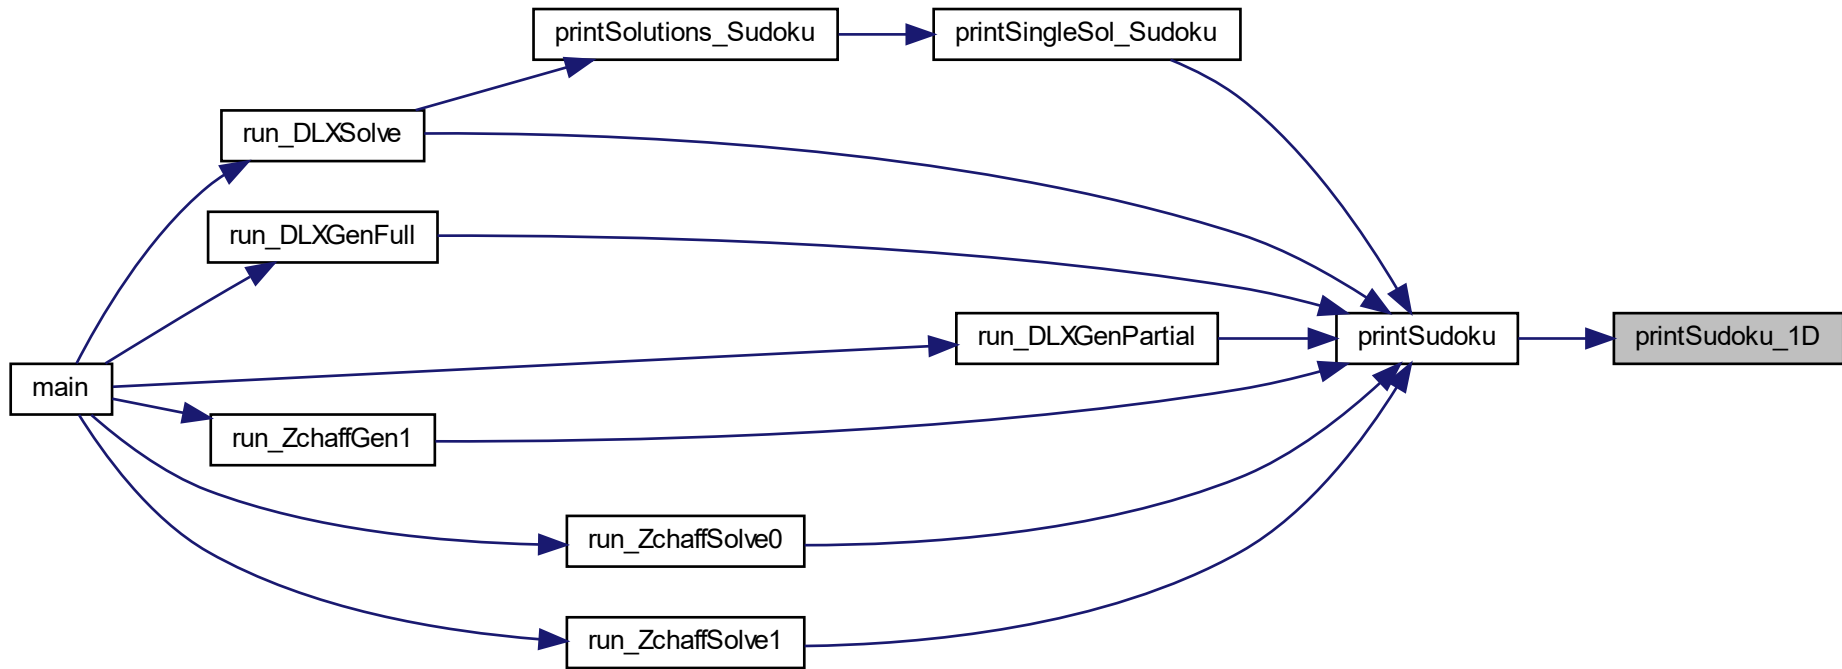 printSolutions_Sudoku
printSingleSol_Sudoku
run_DLXSolve
run_DLXGenFull
run_DLXGenPartial
printSudoku
printSudoku_1D
main
run_ZchaffGen1
run_ZchaffSolve0
run_ZchaffSolve1